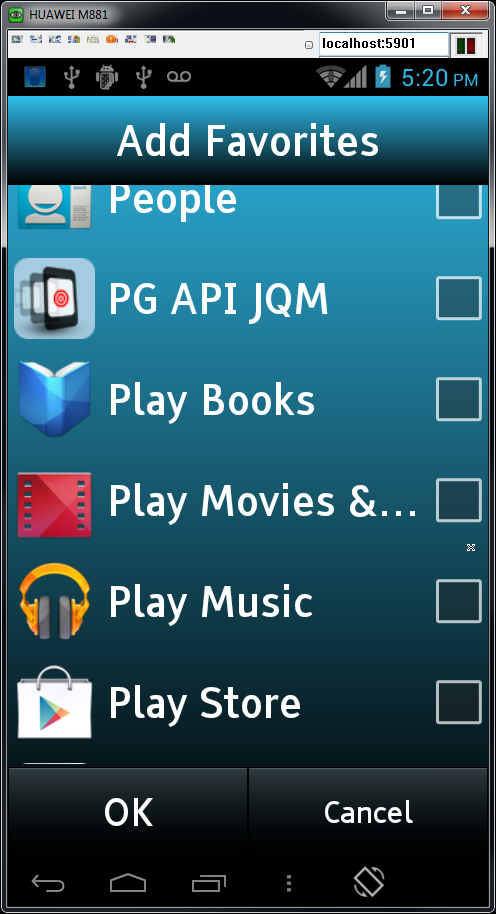 HUAWEI M881
localhost:5901
5:20 PM
Add Favorites
People
PG API JQM
Play Books
Play Movies &...
Play Music
Play Store
OK
Cancel